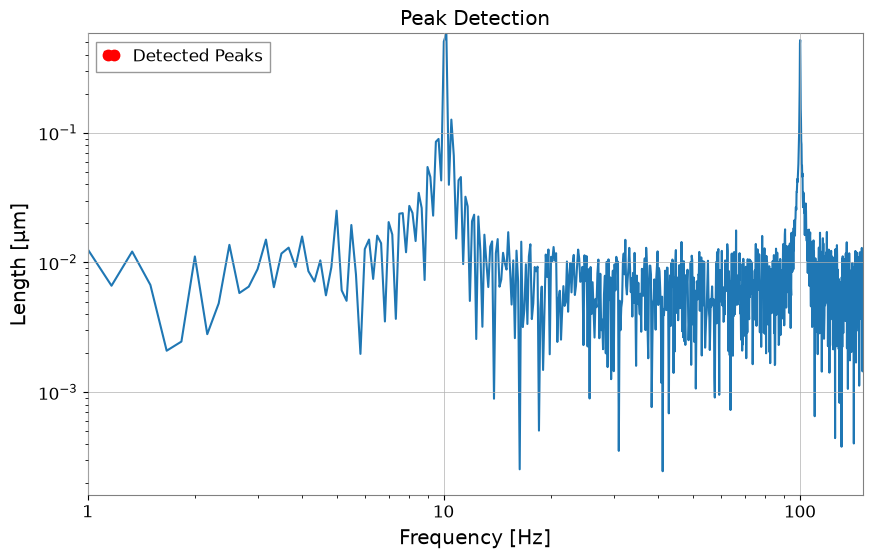 Peak Detection
Detected Peaks
Length [µm]
10⁻¹
10⁻²
10⁻³
1
10
100
Frequency [Hz]